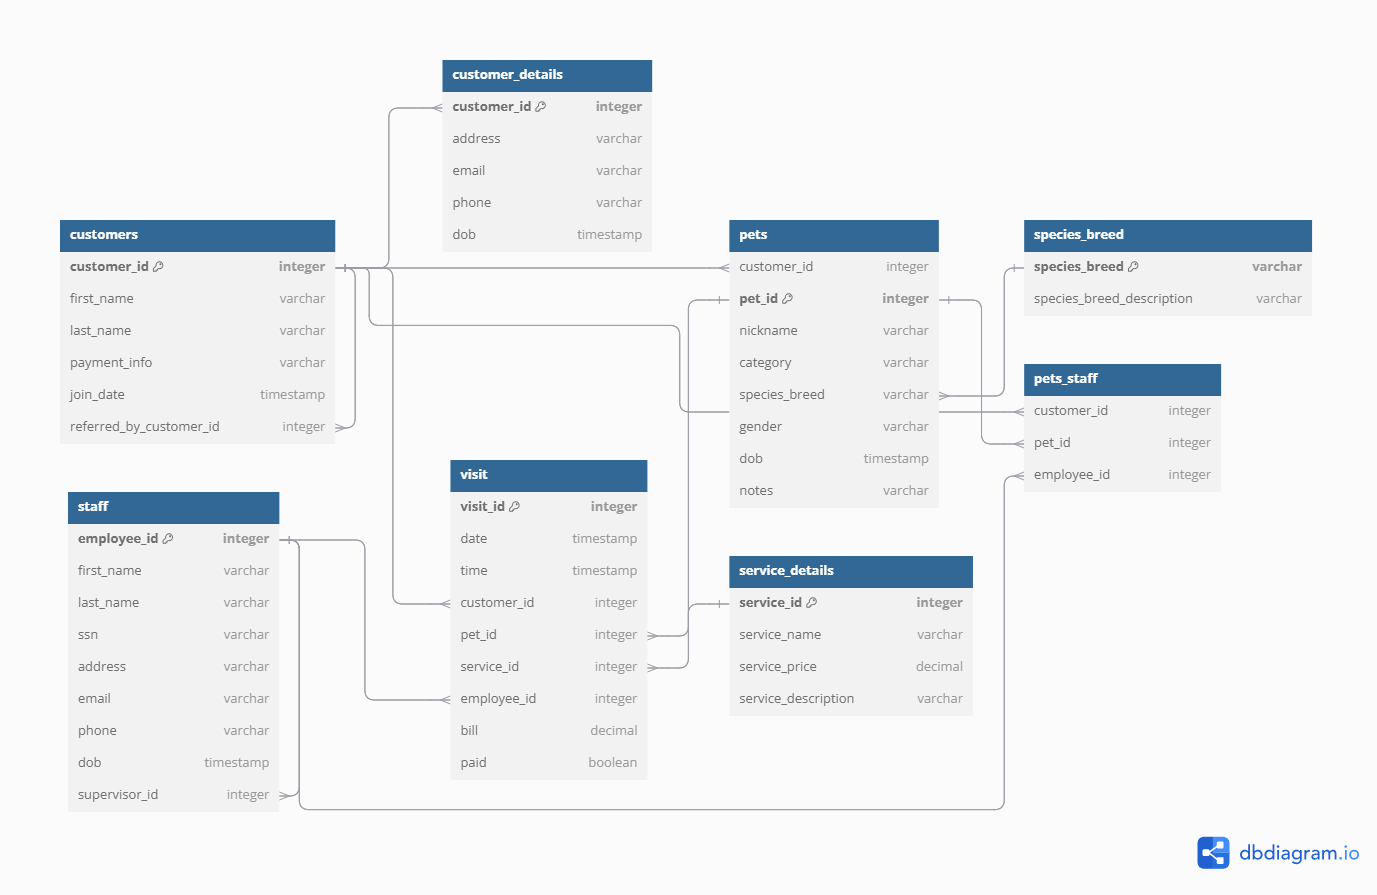 customer_details
customer_id integer
address varchar
email varchar
phone varchar
dob timestamp
customers
customer_id integer
first_name varchar
last_name varchar
payment_info varchar
join_date timestamp
referred_by_customer_id integer
pets
customer_id integer
pet_id integer
nickname varchar
category varchar
species_breed varchar
gender varchar
dob timestamp
notes varchar
species_breed
species_breed varchar
species_breed_description varchar
pets_staff
customer_id integer
pet_id integer
employee_id integer
staff
employee_id integer
first_name varchar
last_name varchar
ssn varchar
address varchar
email varchar
phone varchar
dob timestamp
supervisor_id integer
visit
visit_id integer
date timestamp
time timestamp
customer_id integer
pet_id integer
service_id integer
employee_id integer
bill decimal
paid boolean
service_details
service_id integer
service_name varchar
service_price decimal
service_description varchar
dbdiagram.io